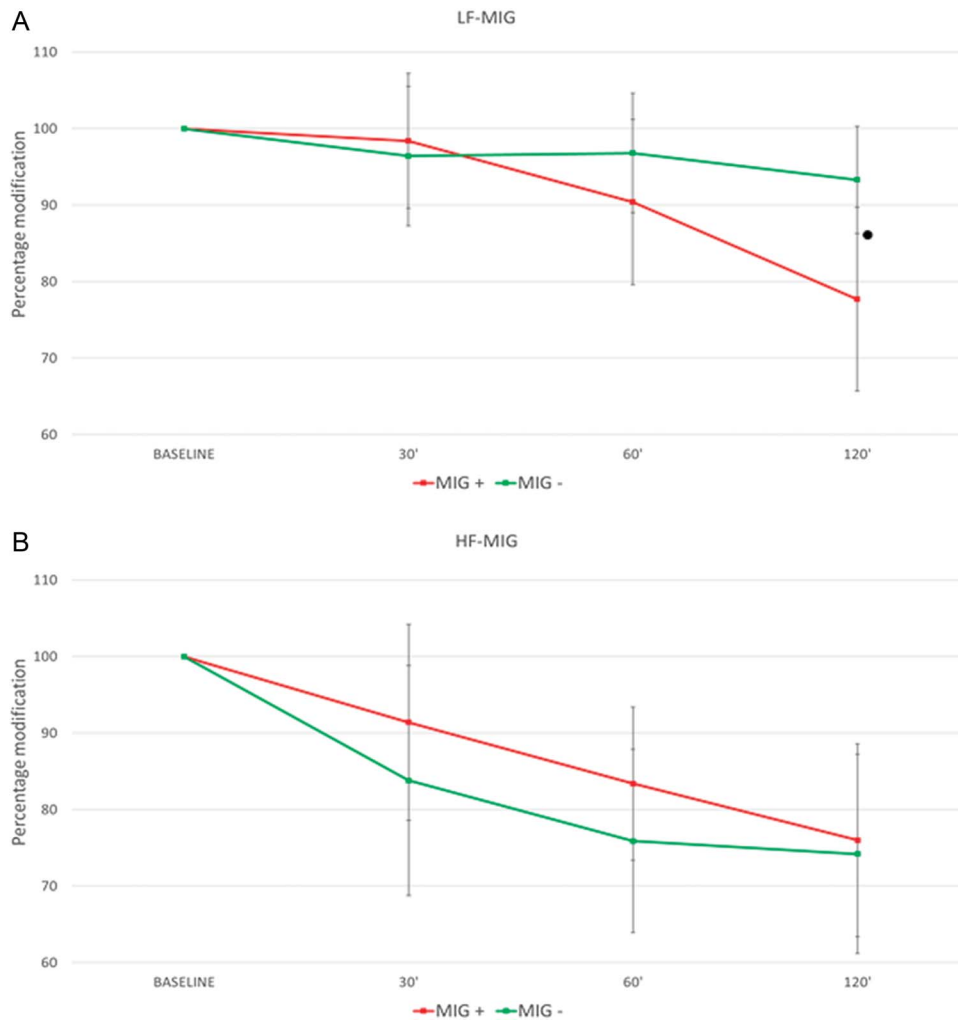 A
LF-MIG
110
100
90
80
70
60
Percentage modification
BASELINE 30' 60' 120'
MIG + MIG -
B
HF-MIG
110
100
90
80
70
60
Percentage modification
BASELINE 30' 60' 120'
MIG + MIG -